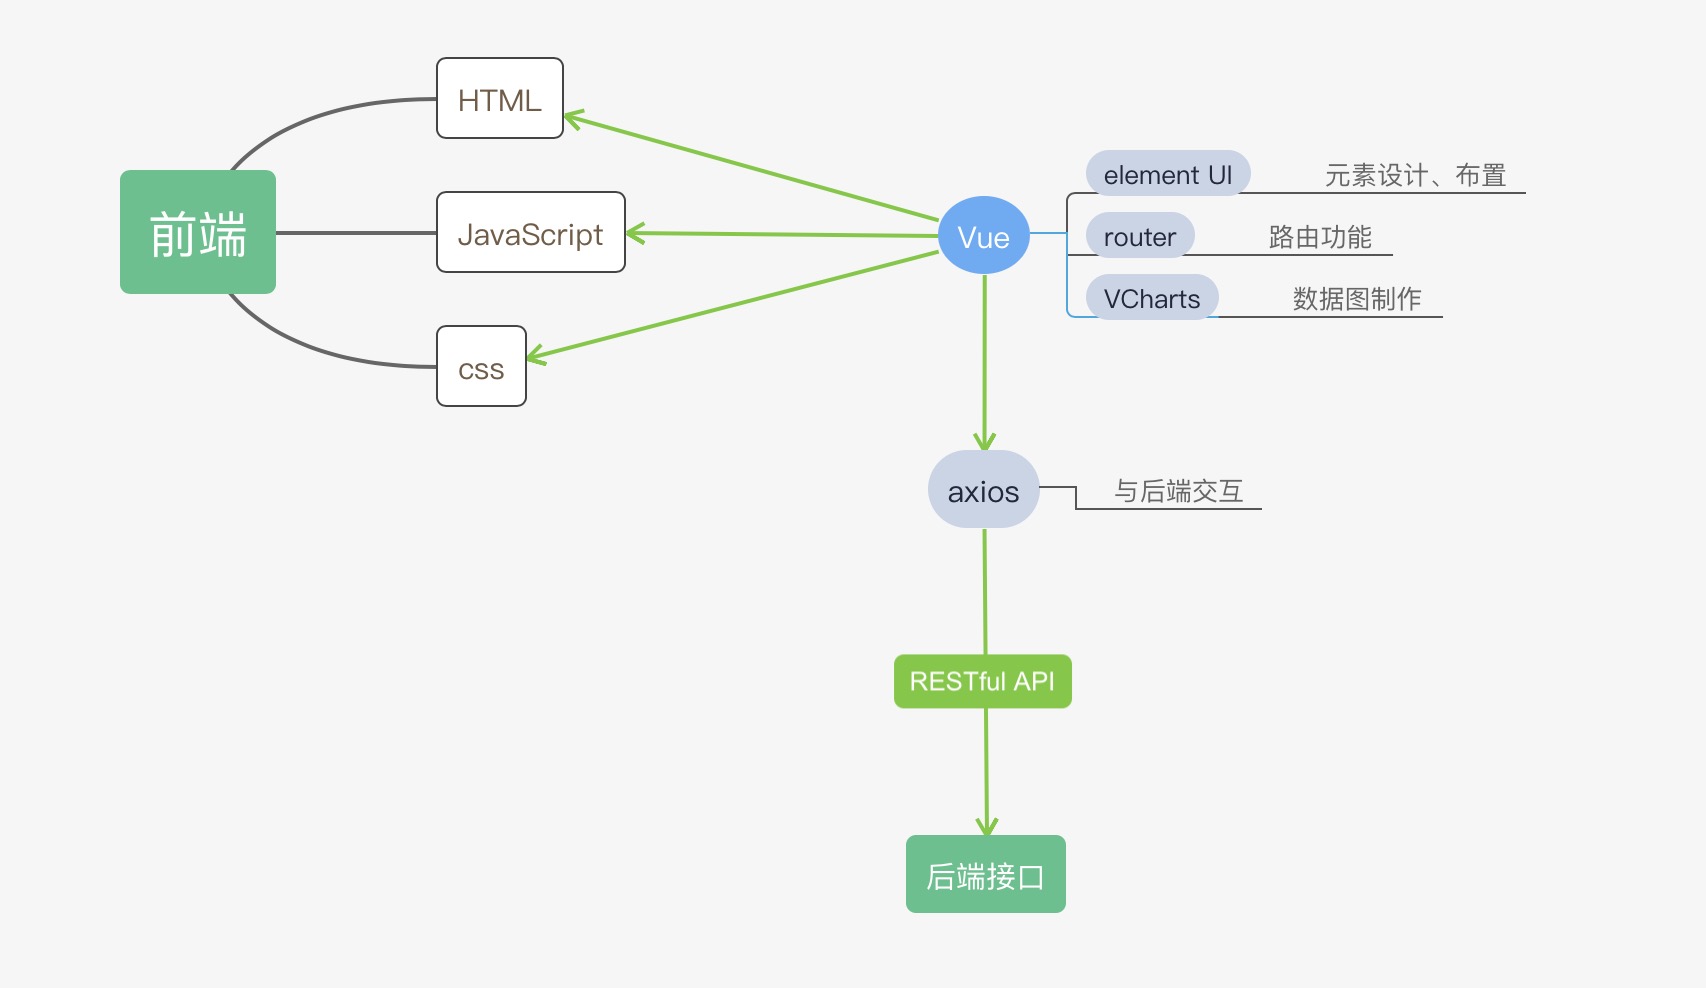 HTML
前端
JavaScript
css
Vue
element UI
元素设计、布置
router
路由功能
VCharts
数据图制作
axios
与后端交互
RESTful API
后端接口